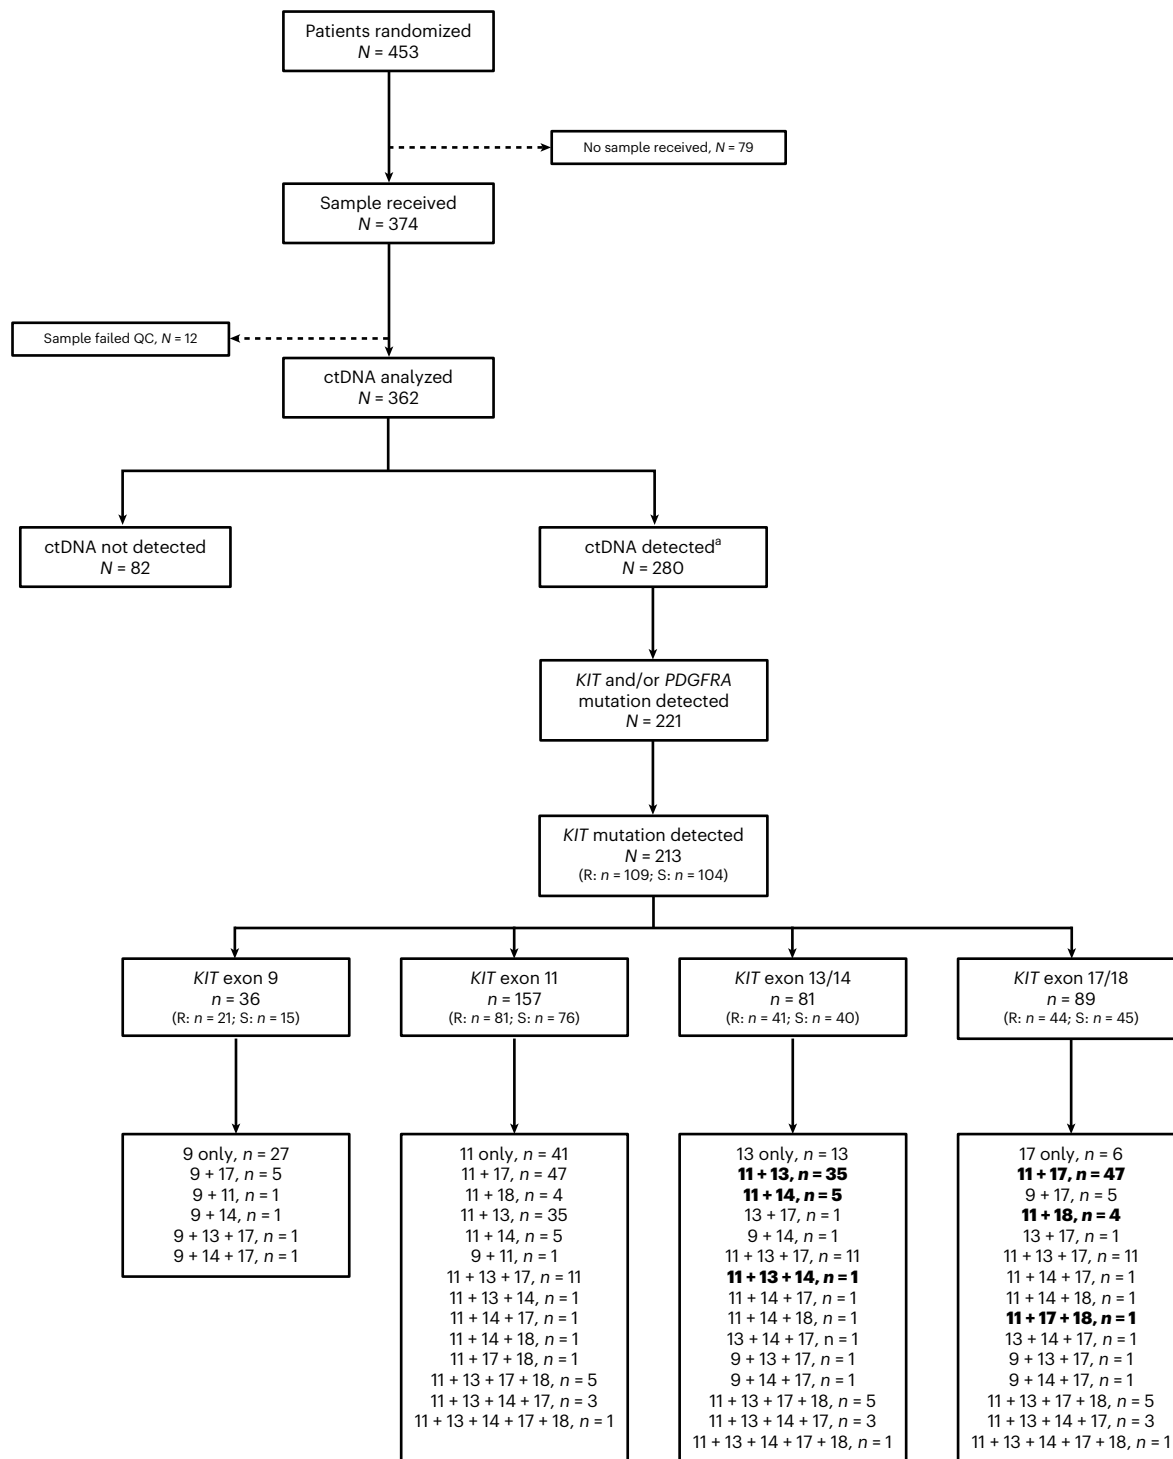 Patients randomized
N = 453
No sample received, N = 79
Sample received
N = 374
Sample failed QC, N = 12
ctDNA analyzed
N = 362
ctDNA not detected
N = 82
ctDNA detectedᵃ
N = 280
KIT and/or PDGFRA
mutation detected
N = 221
KIT mutation detected
N = 213
(R: n = 109; S: n = 104)
KIT exon 9
n = 36
(R: n = 21; S: n = 15)
KIT exon 11
n = 157
(R: n = 81; S: n = 76)
KIT exon 13/14
n = 81
(R: n = 41; S: n = 40)
KIT exon 17/18
n = 89
(R: n = 44; S: n = 45)
9 only, n = 27
9 + 17, n = 5
9 + 11, n = 1
9 + 14, n = 1
9 + 13 + 17, n = 1
9 + 14 + 17, n = 1
11 only, n = 41
11 + 17, n = 47
11 + 18, n = 4
11 + 13, n = 35
11 + 14, n = 5
9 + 11, n = 1
11 + 13 + 17, n = 11
11 + 13 + 14, n = 1
11 + 14 + 17, n = 1
11 + 14 + 18, n = 1
11 + 17 + 18, n = 1
11 + 13 + 17 + 18, n = 5
11 + 13 + 14 + 17, n = 3
11 + 13 + 14 + 17 + 18, n = 1
13 only, n = 13
11 + 13, n = 35
11 + 14, n = 5
13 + 17, n = 1
9 + 14, n = 1
11 + 13 + 17, n = 11
11 + 13 + 14, n = 1
11 + 14 + 17, n = 1
11 + 14 + 18, n = 1
13 + 14 + 17, n = 1
9 + 13 + 17, n = 1
9 + 14 + 17, n = 1
11 + 13 + 17 + 18, n = 5
11 + 13 + 14 + 17, n = 3
11 + 13 + 14 + 17 + 18, n = 1
17 only, n = 6
11 + 17, n = 47
9 + 17, n = 5
11 + 18, n = 4
13 + 17, n = 1
11 + 13 + 17, n = 11
11 + 14 + 17, n = 1
11 + 14 + 18, n = 1
11 + 17 + 18, n = 1
13 + 14 + 17, n = 1
9 + 13 + 17, n = 1
9 + 14 + 17, n = 1
11 + 13 + 17 + 18, n = 5
11 + 13 + 14 + 17, n = 3
11 + 13 + 14 + 17 + 18, n = 1